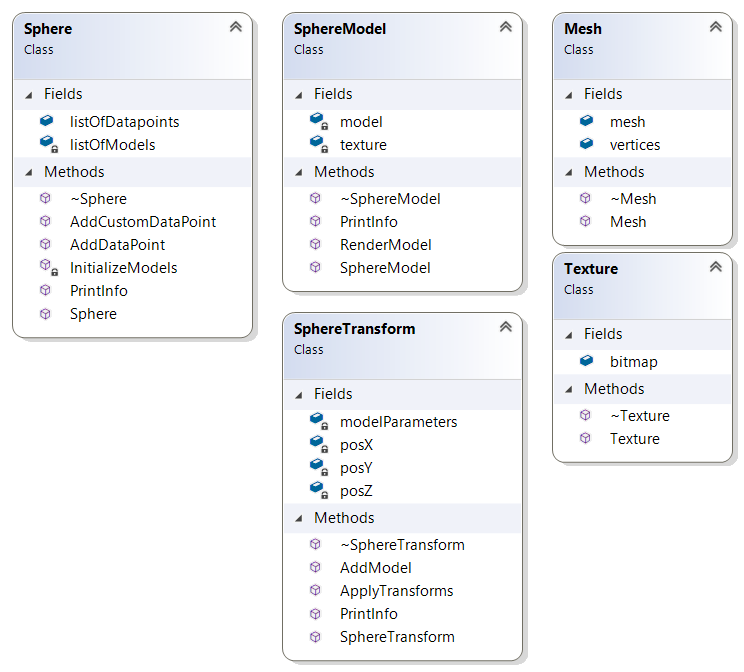 Sphere
Class
Fields
listOfDatapoints
listOfModels
Methods
~Sphere
AddCustomDataPoint
AddDataPoint
InitializeModels
PrintInfo
Sphere
SphereModel
Class
Fields
model
texture
Methods
~SphereModel
PrintInfo
RenderModel
SphereModel
SphereTransform
Class
Fields
modelParameters
posX
posY
posZ
Methods
~SphereTransform
AddModel
ApplyTransforms
PrintInfo
SphereTransform
Mesh
Class
Fields
mesh
vertices
Methods
~Mesh
Mesh
Texture
Class
Fields
bitmap
Methods
~Texture
Texture